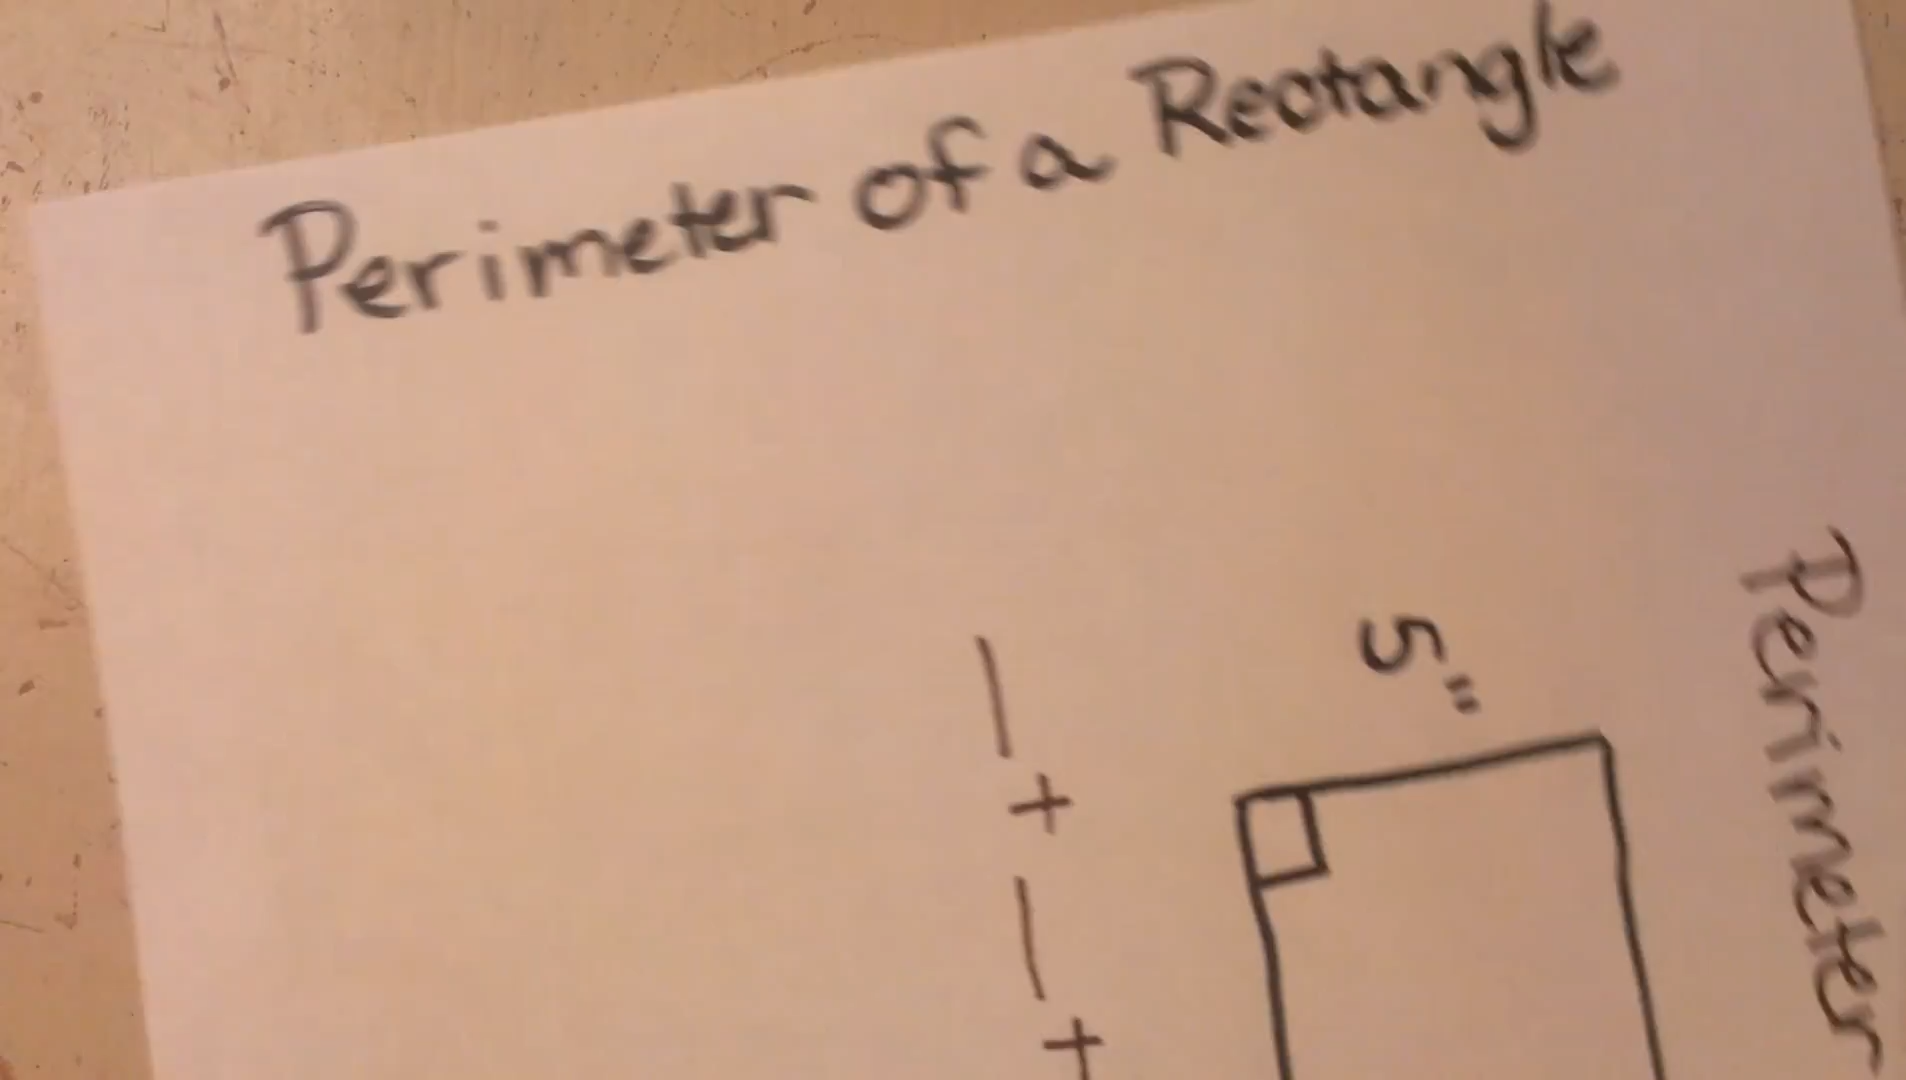 Perimeter of a Rectangle
Perimeter
5"
_ + _ +